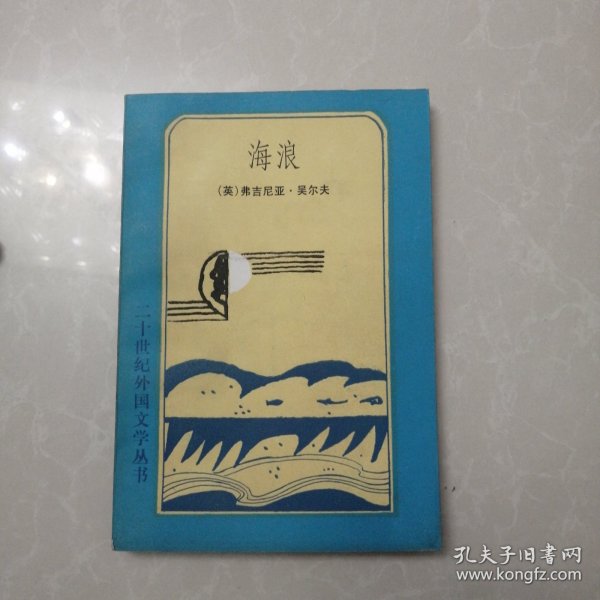 海浪
(英)弗吉尼亚·吴尔夫
二十世纪外国文学丛书
孔夫子旧书网
www.kongfz.com